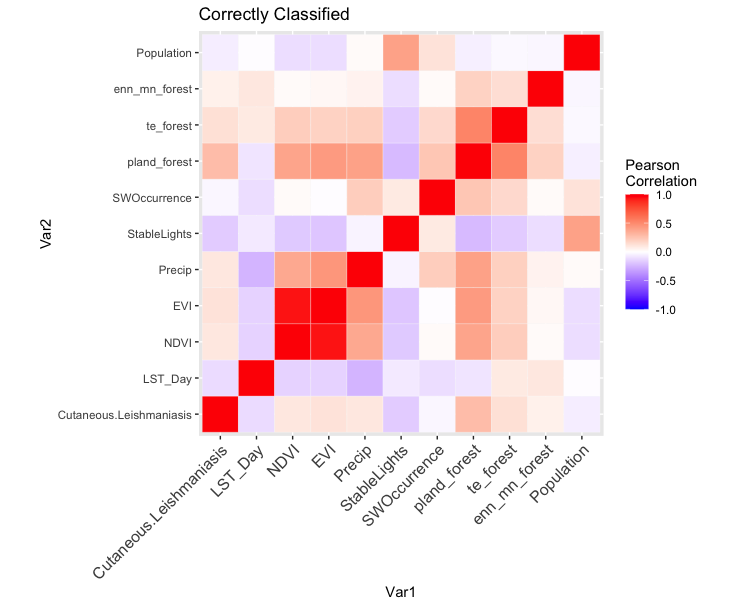 Correctly Classified
Population
enn_mn_forest
te_forest
pland_forest
SWOccurrence
StableLights
Precip
EVI
NDVI
LST_Day
Cutaneous.Leishmaniasis
Var2
Cutaneous.Leishmaniasis
LST_Day
NDVI
EVI
Precip
StableLights
SWOccurrence
pland_forest
te_forest
enn_mn_forest
Population
Var1
Pearson
Correlation
1.0
0.5
0.0
-0.5
-1.0